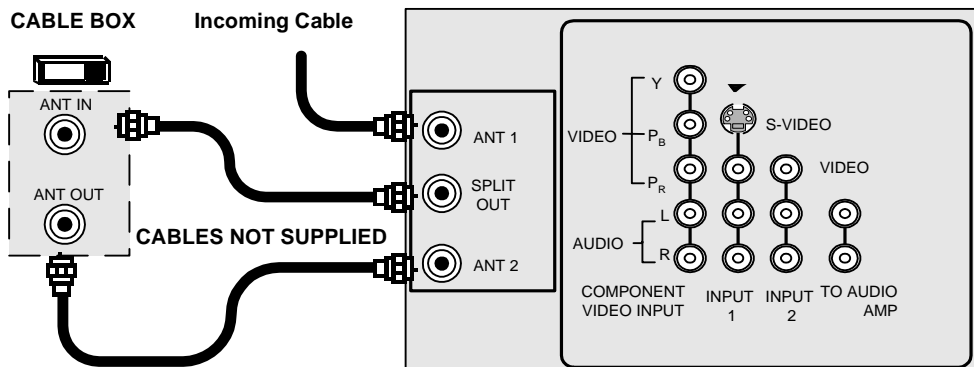 CABLE BOX
Incoming Cable
ANT IN
ANT OUT
CABLES NOT SUPPLIED
ANT 1
SPLIT
OUT
ANT 2
Y
VIDEO
PB
PR
S-VIDEO
VIDEO
L
AUDIO
R
COMPONENT
VIDEO INPUT
INPUT
1
INPUT
2
TO AUDIO
AMP